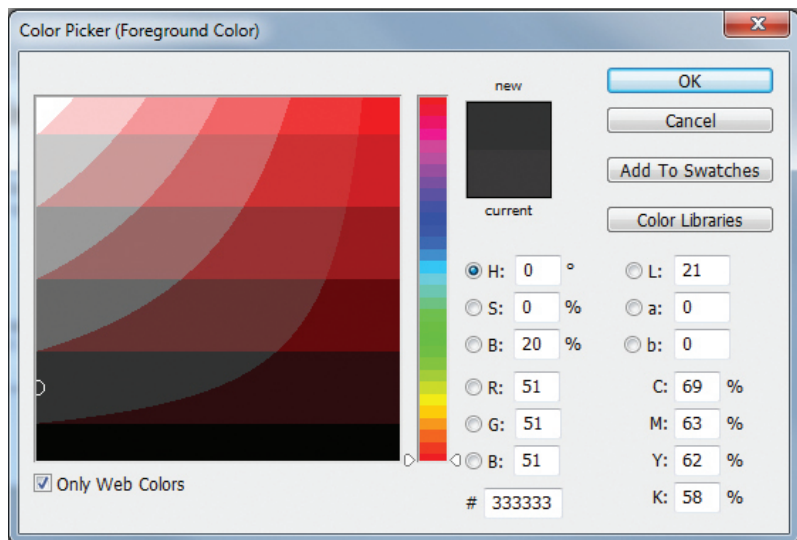 Color Picker (Foreground Color)
new
current
OK
Cancel
Add To Swatches
Color Libraries
H: 0 °
S: 0 %
B: 20 %
R: 51
G: 51
B: 51
# 333333
L: 21
a: 0
b: 0
C: 69 %
M: 63 %
Y: 62 %
K: 58 %
Only Web Colors